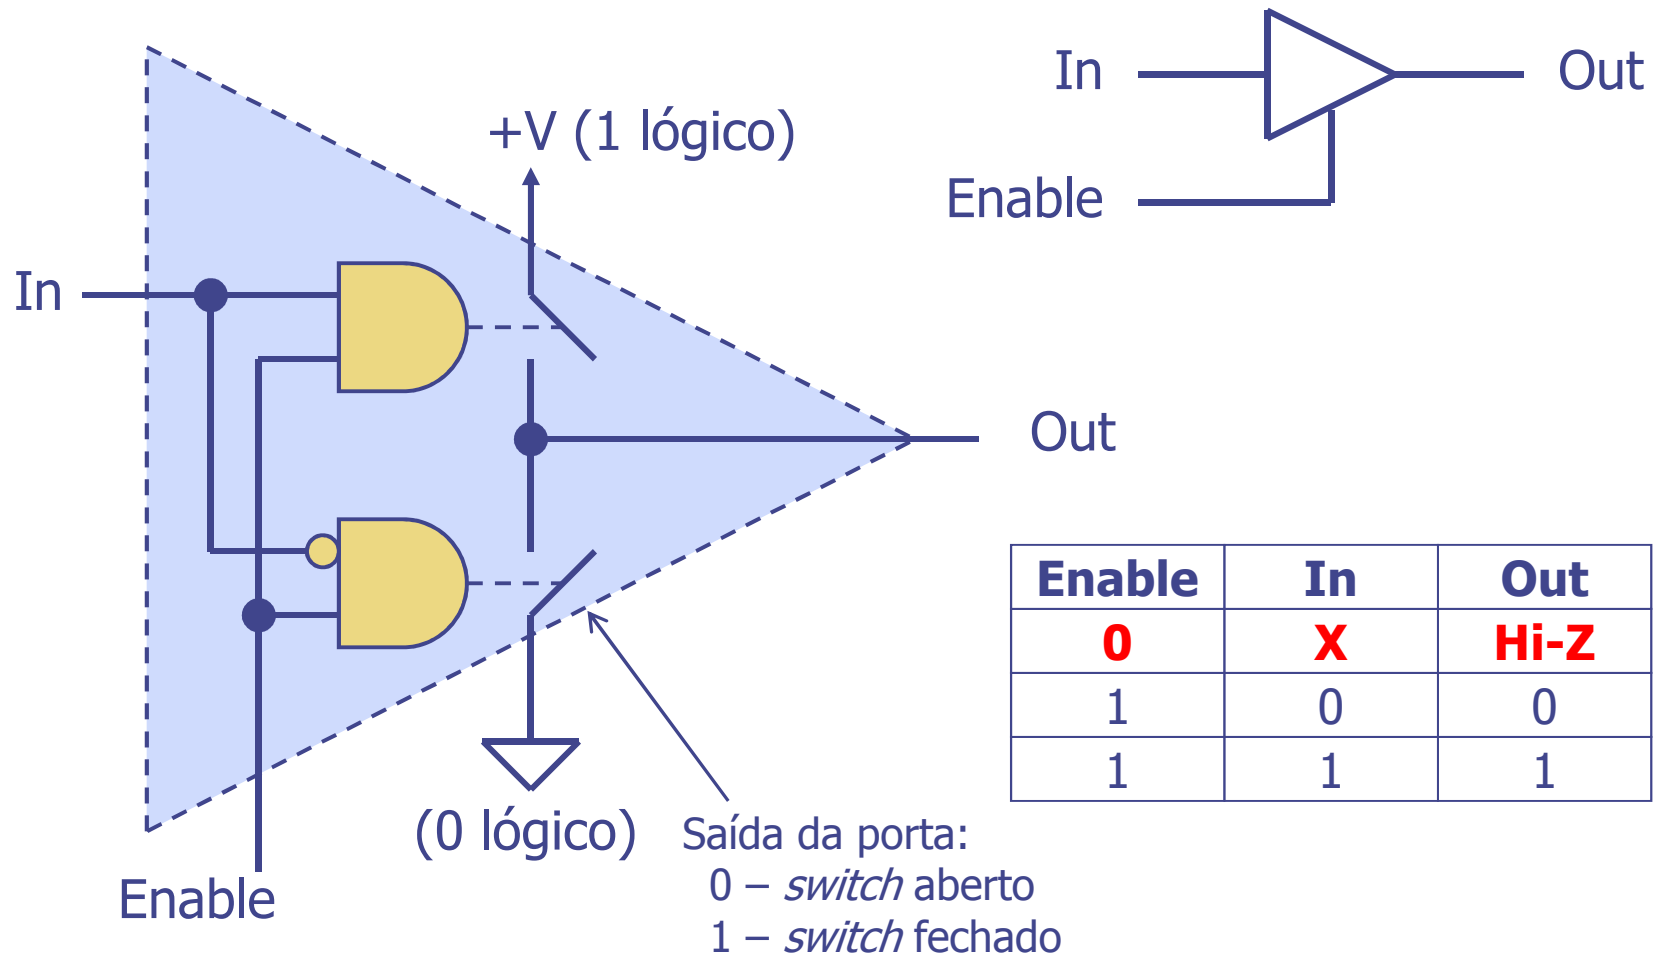 In
Out
Enable
+V (1 lógico)
In
Out
Enable
(0 lógico)
Saída da porta:
0 – switch aberto
1 – switch fechado
Enable In Out
0 X Hi-Z
1 0 0
1 1 1